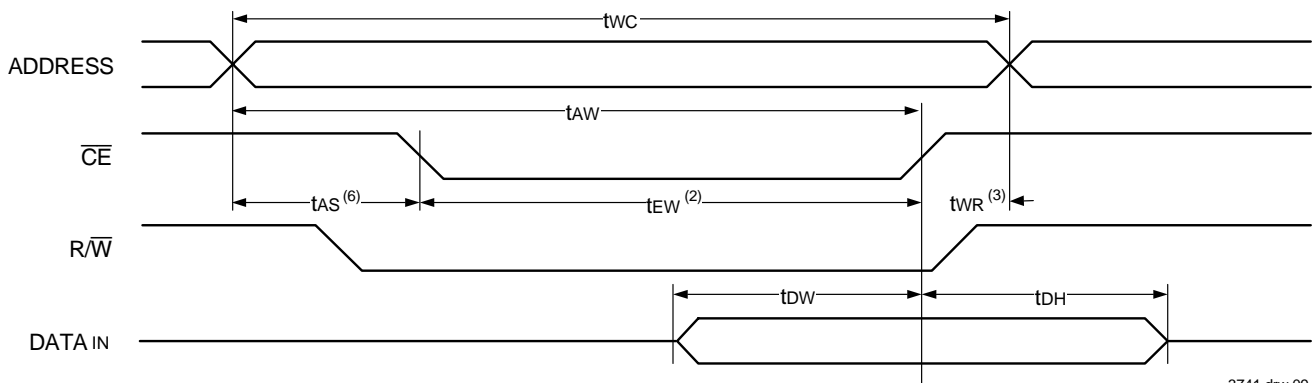 tWC
ADDRESS
tAW
CE
tAS (6) tEW (2) tWR (3)
R/W
tDW tDH
DATA IN